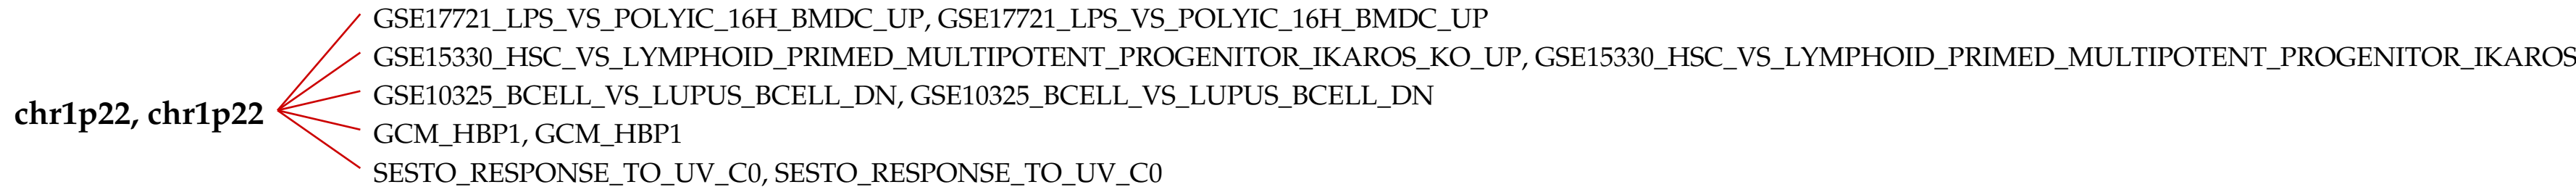 GSE17721_LPS_VS_POLYIC_16H_BMDC_UP, GSE17721_LPS_VS_POLYIC_16H_BMDC_UP
GSE15330_HSC_VS_LYMPHOID_PRIMED_MULTIPOTENT_PROGENITOR_IKAROS_KO_UP, GSE15330_HSC_VS_LYMPHOID_PRIMED_MULTIPOTENT_PROGENITOR_IKAROS
GSE10325_BCELL_VS_LUPUS_BCELL_DN, GSE10325_BCELL_VS_LUPUS_BCELL_DN
chr1p22, chr1p22
GCM_HBP1, GCM_HBP1
SESTO_RESPONSE_TO_UV_C0, SESTO_RESPONSE_TO_UV_C0